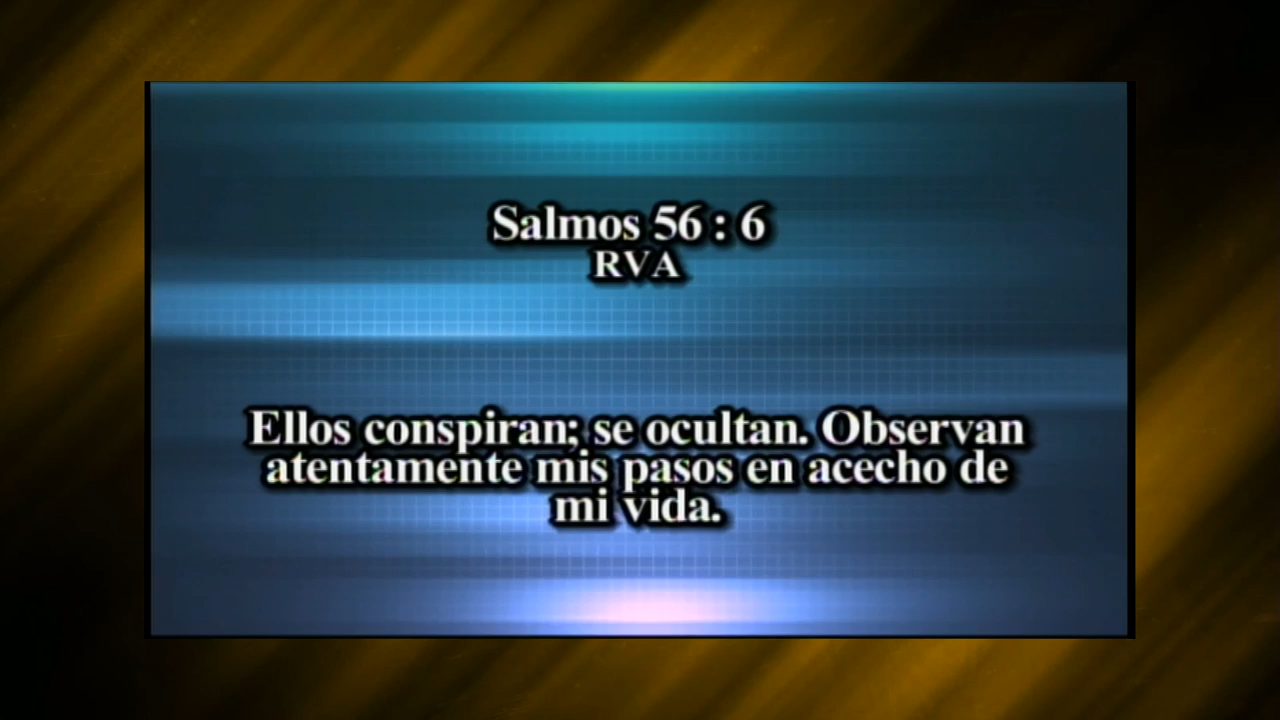 Salmos 56 : 6
RVA
Ellos conspiran; se ocultan. Observan
atentamente mis pasos en acecho de
mi vida.